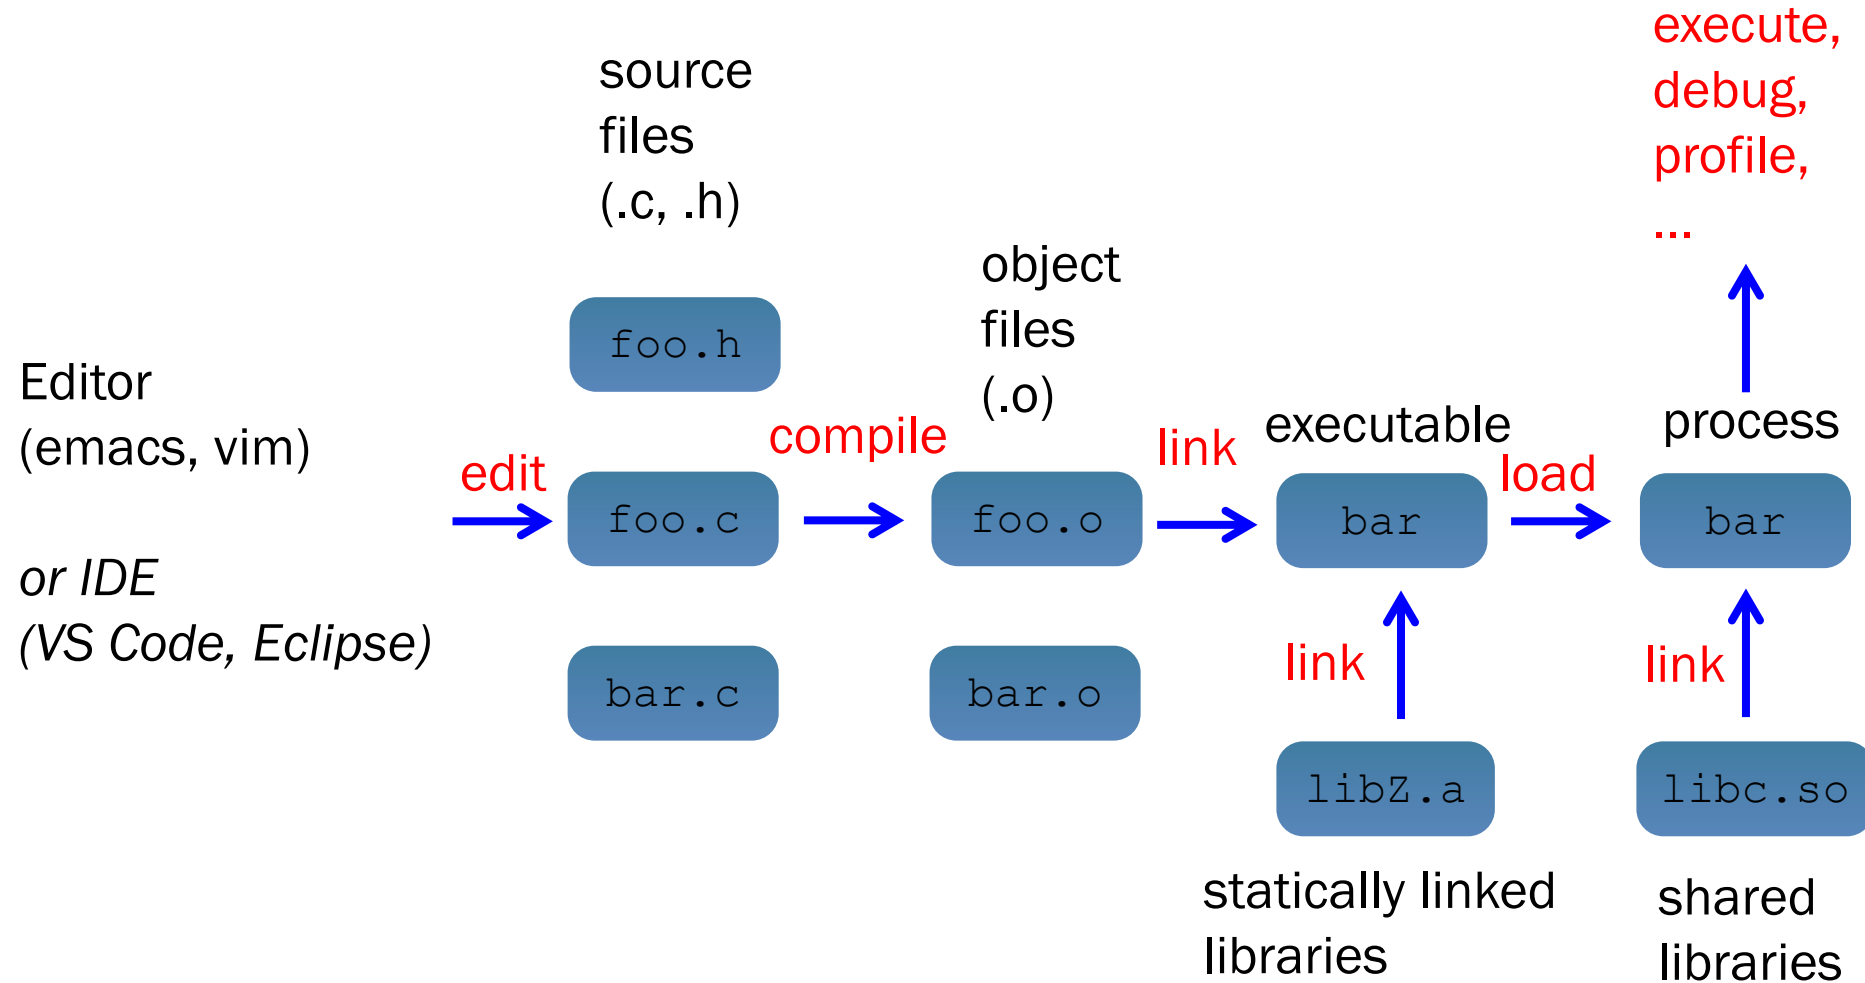 Editor
(emacs, vim)
or IDE
(VS Code, Eclipse)
edit
source
files
(.c, .h)
foo.h
foo.c
bar.c
compile
object
files
(.o)
foo.o
bar.o
link
executable
bar
link
libZ.a
statically linked
libraries
load
execute,
debug,
profile,
...
process
bar
link
libc.so
shared
libraries